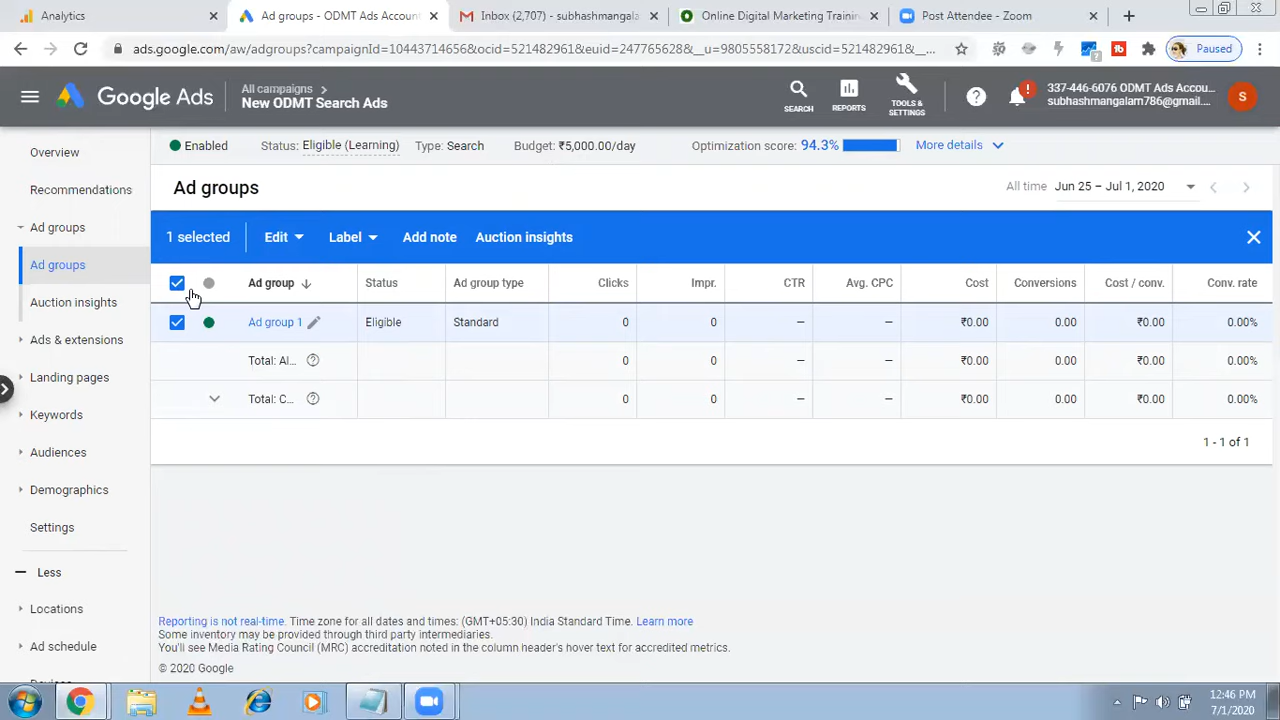 Analytics
Ad groups - ODMT Ads Account
Inbox (2,707) - subhashmangala
Online Digital Marketing Trainin
Post Attendee - Zoom
ads.google.com/aw/adgroups?campaignId=10443714656&ocid=521482961&euid=247765628&__u=9805558172&uscid=521482961&__...
Paused
Google Ads
All campaigns
New ODMT Search Ads
SEARCH
REPORTS
TOOLS &
SETTINGS
337-446-6076 ODMT Ads Accou...
subhashmangalam786@gmail....
S
Enabled
Status: Eligible (Learning)
Type: Search
Budget: ₹5,000.00/day
Optimization score: 94.3%
More details
Ad groups
All time Jun 25 – Jul 1, 2020
1 selected
Edit
Label
Add note
Auction insights
Ad group Status Ad group type Clicks Impr. CTR Avg. CPC Cost Conversions Cost / conv. Conv. rate
Ad group 1 Eligible Standard 0 0 – – ₹0.00 0.00 ₹0.00 0.00%
Total: Al... 0 0 – – ₹0.00 0.00 ₹0.00 0.00%
Total: C... 0 0 – – ₹0.00 0.00 ₹0.00 0.00%
1 - 1 of 1
Overview
Recommendations
Ad groups
Ad groups
Auction insights
Ads & extensions
Landing pages
Keywords
Audiences
Demographics
Settings
Less
Locations
Ad schedule
Reporting is not real-time. Time zone for all dates and times: (GMT+05:30) India Standard Time. Learn more
Some inventory may be provided through third party intermediaries.
You'll see Media Rating Council (MRC) accreditation noted in the column header's hover text for accredited metrics.
© 2020 Google
12:46 PM
7/1/2020